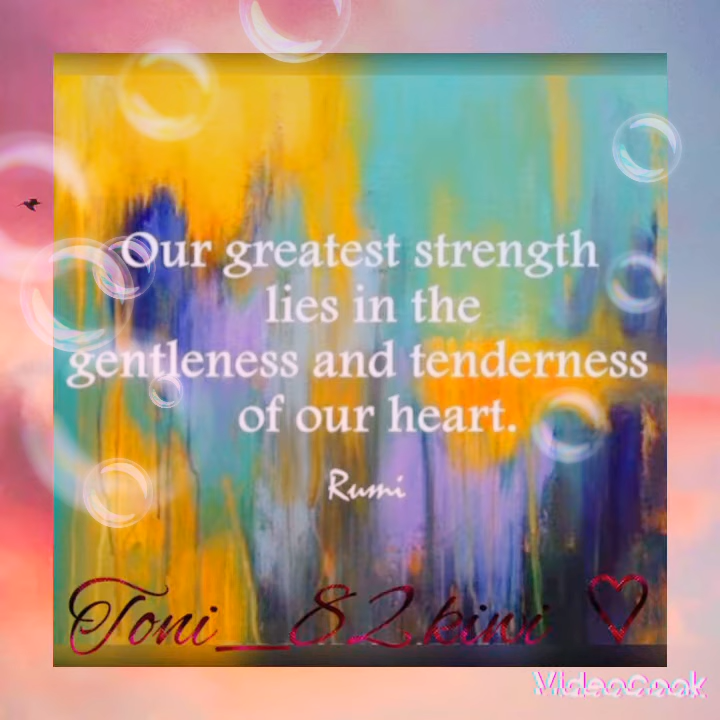 Our greatest strength
lies in the
gentleness and tenderness
of our heart.
Rumi
Toni_82kiwi
VideoCook